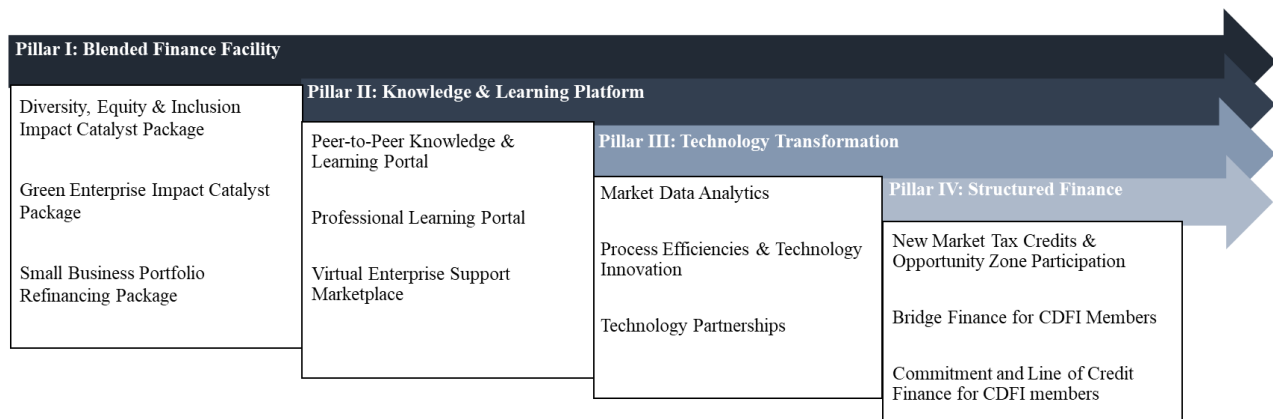 Pillar I: Blended Finance Facility
Diversity, Equity & Inclusion
Impact Catalyst Package
Green Enterprise Impact Catalyst
Package
Small Business Portfolio
Refinancing Package
Pillar II: Knowledge & Learning Platform
Peer-to-Peer Knowledge &
Learning Portal
Professional Learning Portal
Virtual Enterprise Support
Marketplace
Pillar III: Technology Transformation
Market Data Analytics
Process Efficiencies & Technology
Innovation
Technology Partnerships
Pillar IV: Structured Finance
New Market Tax Credits &
Opportunity Zone Participation
Bridge Finance for CDFI Members
Commitment and Line of Credit
Finance for CDFI members